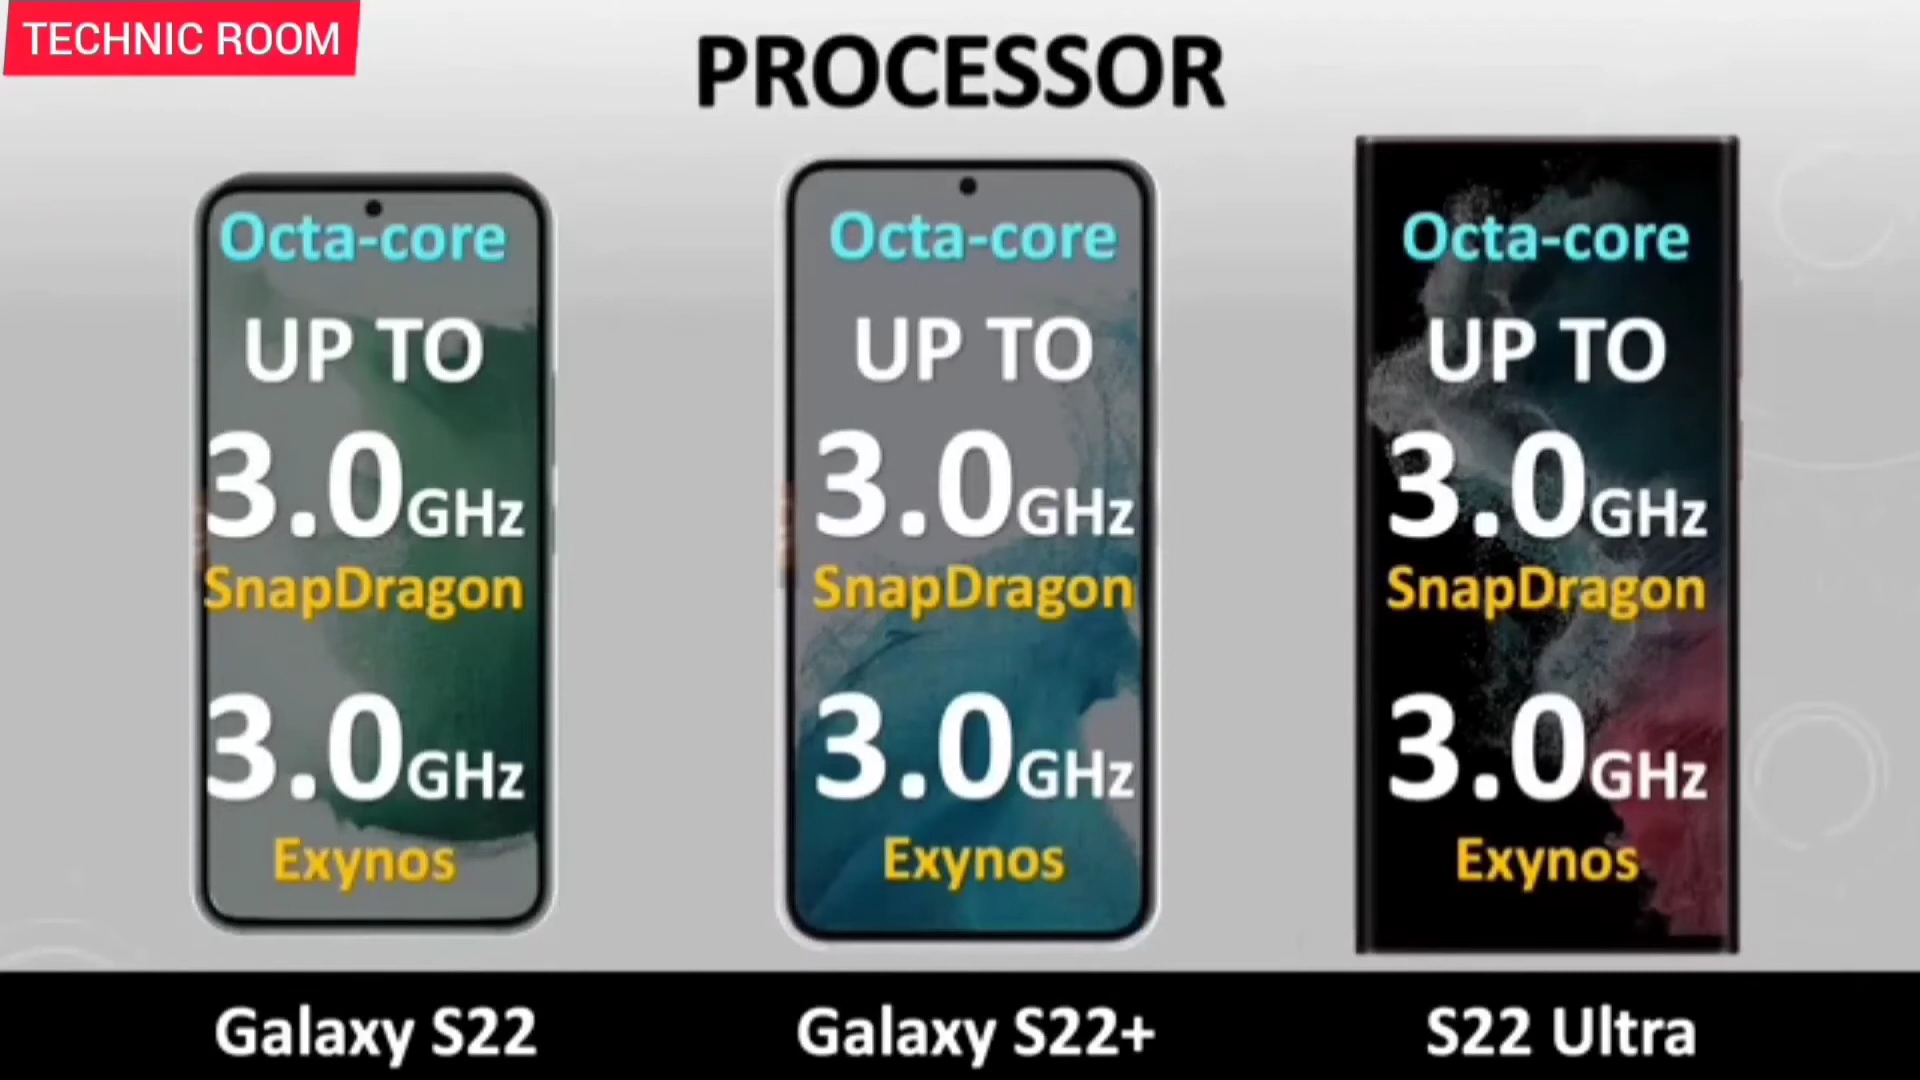 TECHNIC ROOM
PROCESSOR
Octa-core
UP TO
3.0GHz
SnapDragon
3.0GHz
Exynos
Galaxy S22
Octa-core
UP TO
3.0GHz
SnapDragon
3.0GHz
Exynos
Galaxy S22+
Octa-core
UP TO
3.0GHz
SnapDragon
3.0GHz
Exynos
S22 Ultra